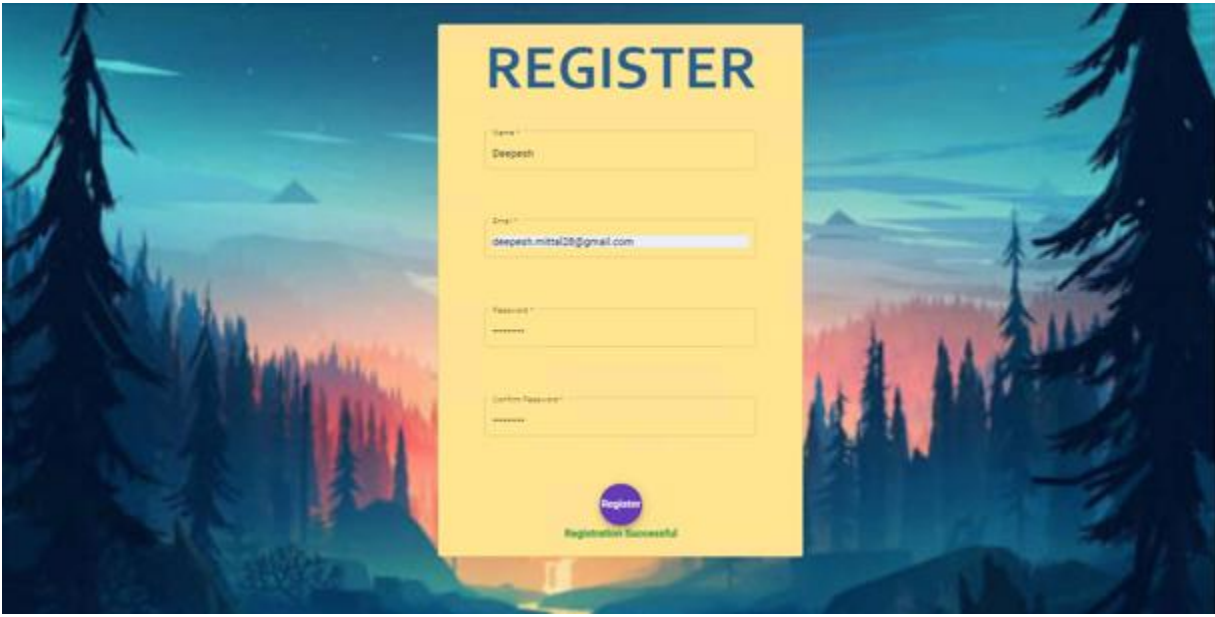 REGISTER
Name *
Deepesh
Email *
deepesh.mittal28@gmail.com
Password *
••••••••
Confirm Password *
••••••••
Register
Registration Successful